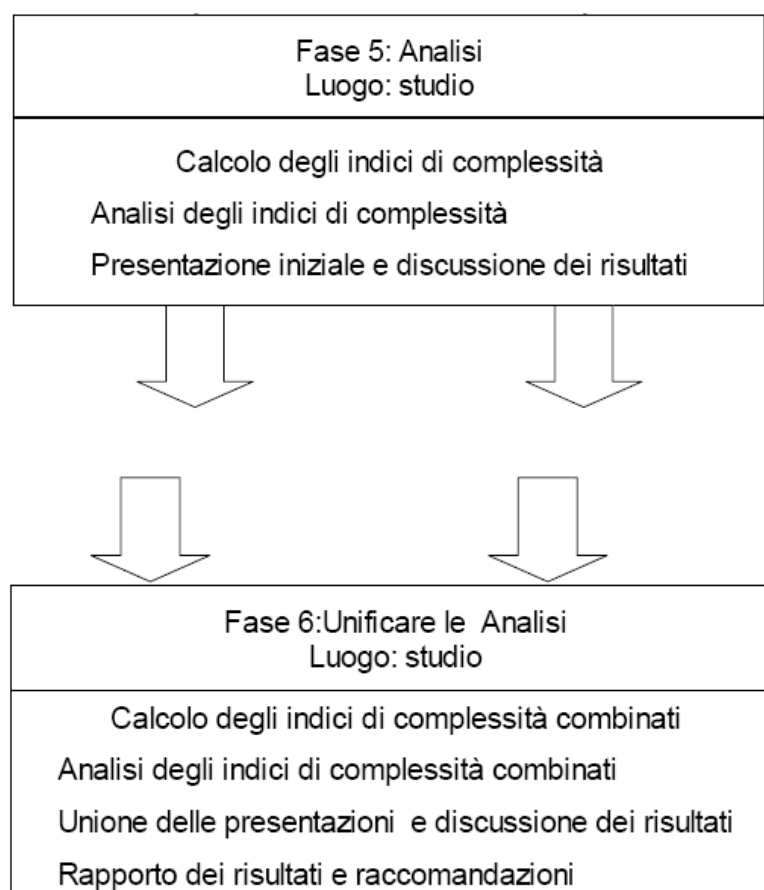 Fase 5: Analisi
Luogo: studio
Calcolo degli indici di complessità
Analisi degli indici di complessità
Presentazione iniziale e discussione dei risultati
Fase 6:Unificare le Analisi
Luogo: studio
Calcolo degli indici di complessità combinati
Analisi degli indici di complessità combinati
Unione delle presentazioni e discussione dei risultati
Rapporto dei risultati e raccomandazioni